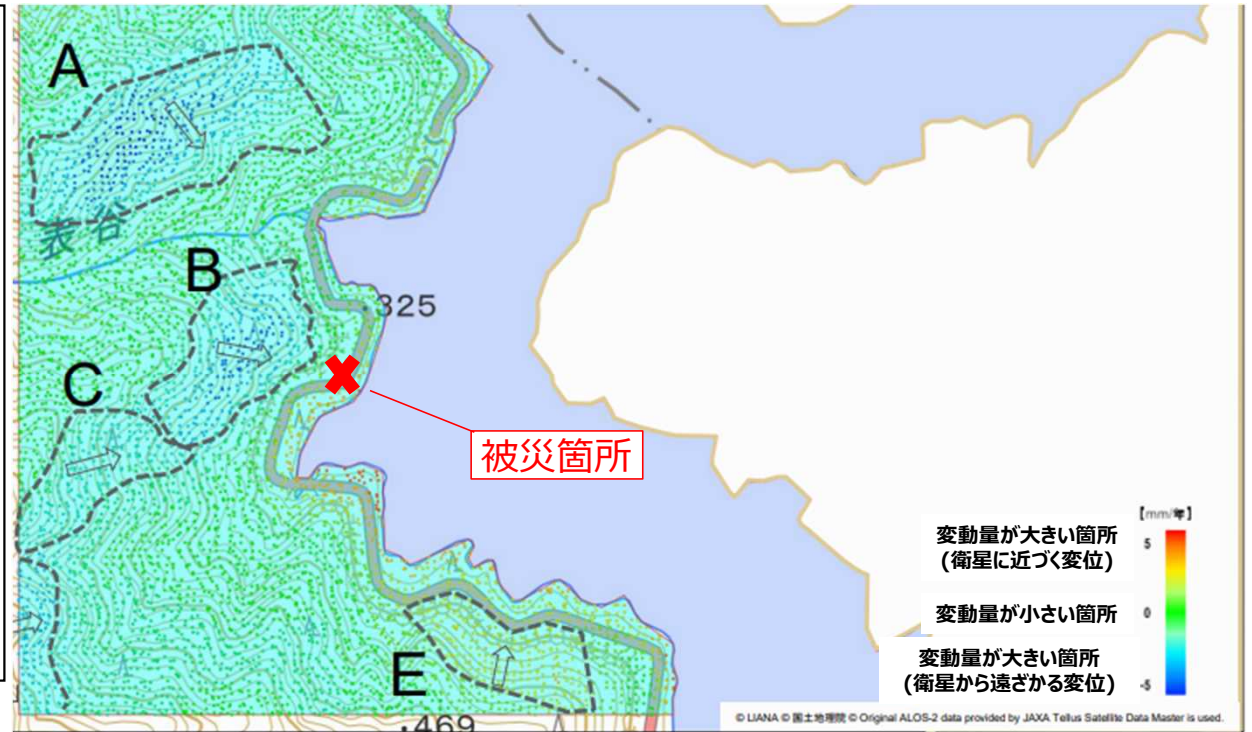 A
表谷
B
325
C
被災箇所
【mm/年】
変動量が大きい箇所
(衛星に近づく変位)
5
変動量が小さい箇所
0
変動量が大きい箇所
(衛星から遠ざかる変位)
-5
E
・469
© LIANA © 国土地理院 © Original ALOS-2 data provided by JAXA Tellus Satellite Data Master is used.